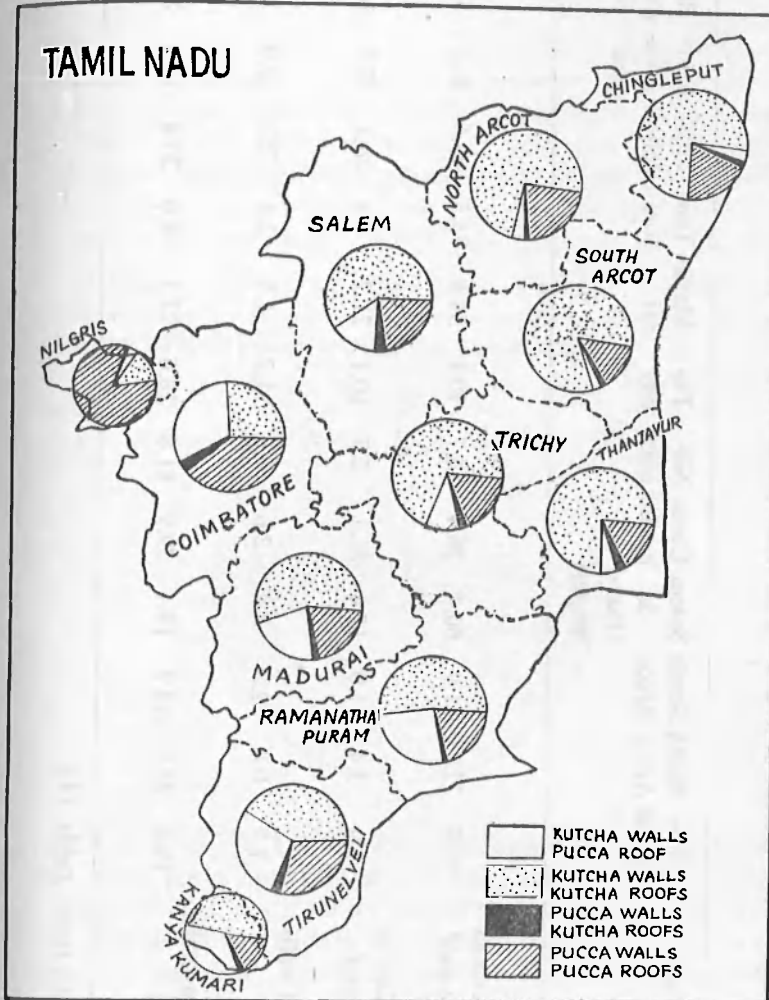 TAMIL NADU
CHINGLEPUT
NORTH ARCOT
SALEM
SOUTH
ARCOT
NILGRIS
TRICHY
THANJAVUR
COIMBATORE
MADURAI
RAMANATHA
PURAM
TIRUNELVELI
KANYA KUMARI
KUTCHA WALLS
PUCCA ROOF
KUTCHA WALLS
KUTCHA ROOFS
PUCCA WALLS
KUTCHA ROOFS
PUCCA WALLS
PUCCA ROOFS